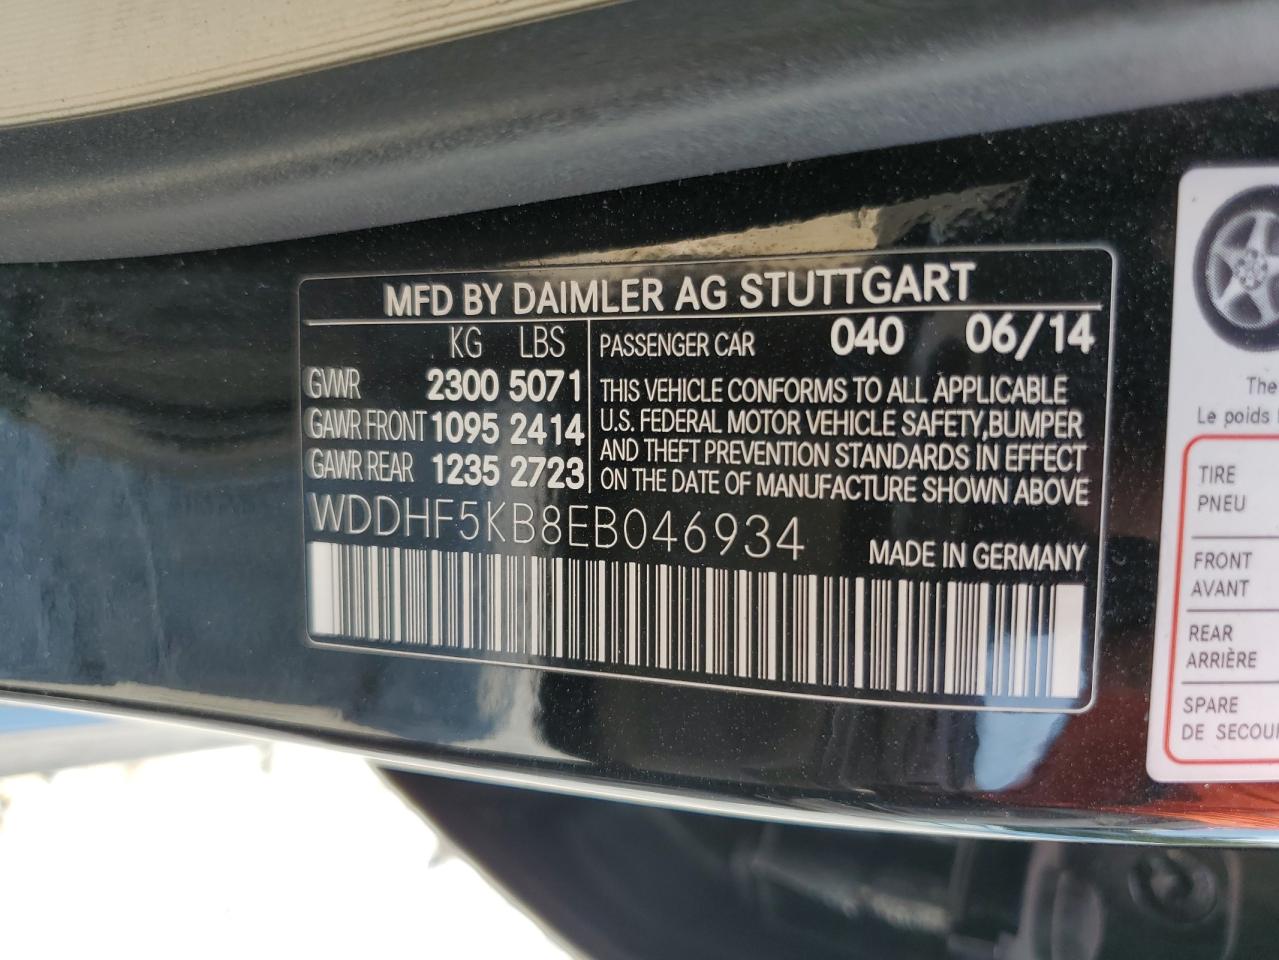 MFD BY DAIMLER AG STUTTGART
KG LBS
GVWR 2300 5071
GAWR FRONT 1095 2414
GAWR REAR 1235 2723
PASSENGER CAR 040 06/14
THIS VEHICLE CONFORMS TO ALL APPLICABLE
U.S. FEDERAL MOTOR VEHICLE SAFETY,BUMPER
AND THEFT PREVENTION STANDARDS IN EFFECT
ON THE DATE OF MANUFACTURE SHOWN ABOVE
WDDHF5KB8EB046934
MADE IN GERMANY
The
Le poids
TIRE
PNEU
FRONT
AVANT
REAR
ARRIÈRE
SPARE
DE SECOU